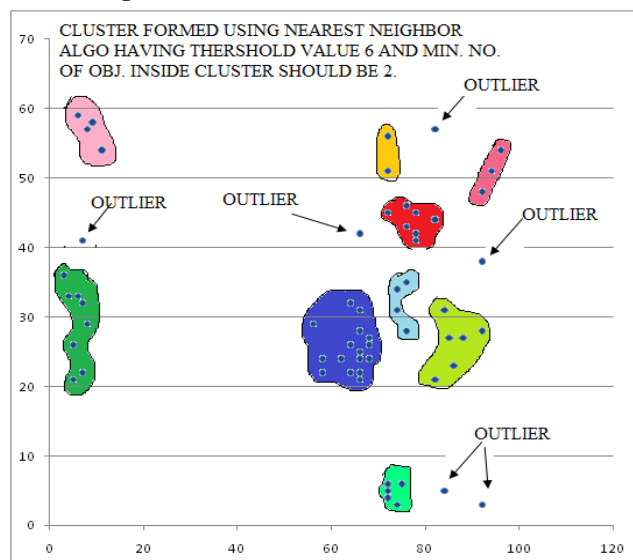 CLUSTER FORMED USING NEAREST NEIGHBOR
ALGO HAVING THERSHOLD VALUE 6 AND MIN. NO.
OF OBJ. INSIDE CLUSTER SHOULD BE 2.
70
60
OUTLIER
50
OUTLIER
OUTLIER
OUTLIER
40
30
20
OUTLIER
10
0
0 20 40 60 80 100 120